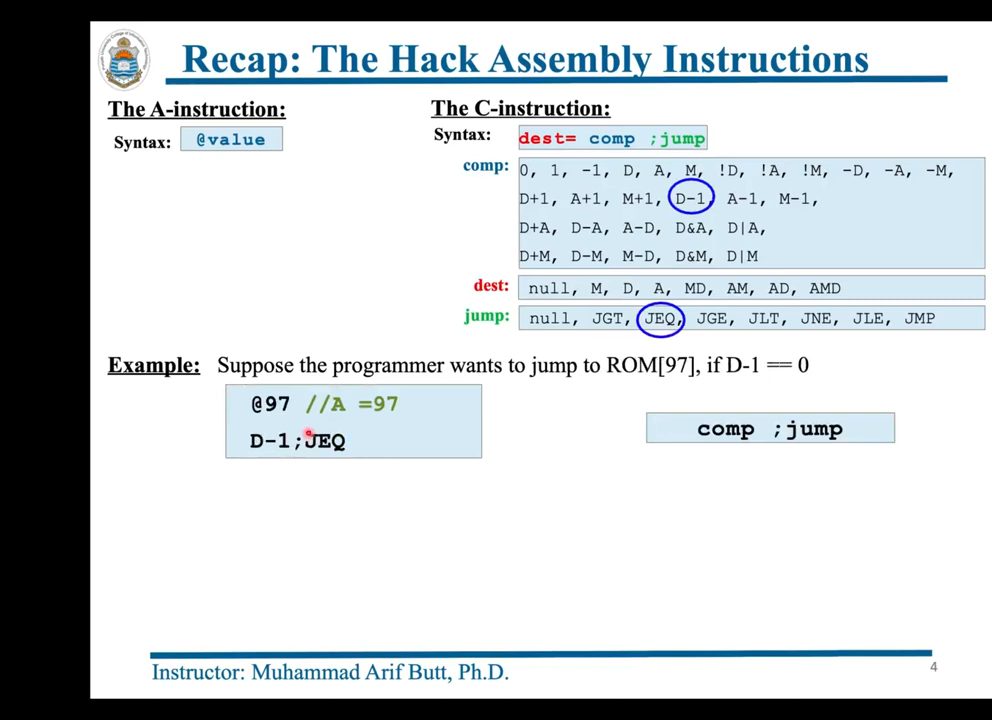 Recap: The Hack Assembly Instructions
The A-instruction:
Syntax: @value
The C-instruction:
Syntax: dest= comp ;jump
comp: 0, 1, -1, D, A, M, !D, !A, !M, -D, -A, -M,
D+1, A+1, M+1, D-1, A-1, M-1,
D+A, D-A, A-D, D&A, D|A,
D+M, D-M, M-D, D&M, D|M
dest: null, M, D, A, MD, AM, AD, AMD
jump: null, JGT, JEQ, JGE, JLT, JNE, JLE, JMP
Example: Suppose the programmer wants to jump to ROM[97], if D-1 == 0
@97 //A =97
D-1;JEQ
comp ;jump
Instructor: Muhammad Arif Butt, Ph.D.
4